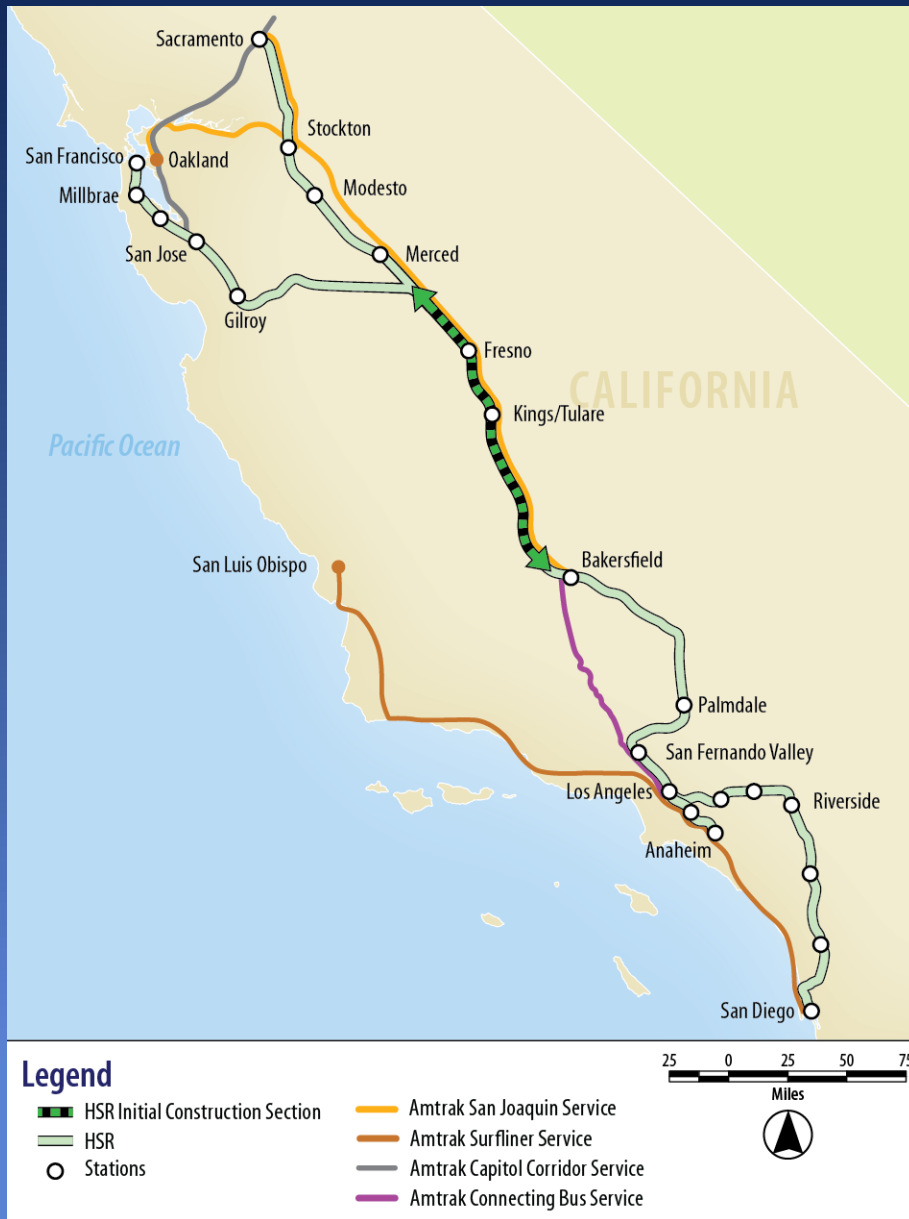 Sacramento
Stockton
San Francisco
Oakland
Millbrae
Modesto
San Jose
Merced
Gilroy
Fresno
CALIFORNIA
Kings/Tulare
Pacific Ocean
San Luis Obispo
Bakersfield
Palmdale
San Fernando Valley
Los Angeles
Riverside
Anaheim
San Diego
Legend
HSR Initial Construction Section
HSR
Stations
Amtrak San Joaquin Service
Amtrak Surfliner Service
Amtrak Capitol Corridor Service
Amtrak Connecting Bus Service
25 0 25 50 75
Miles